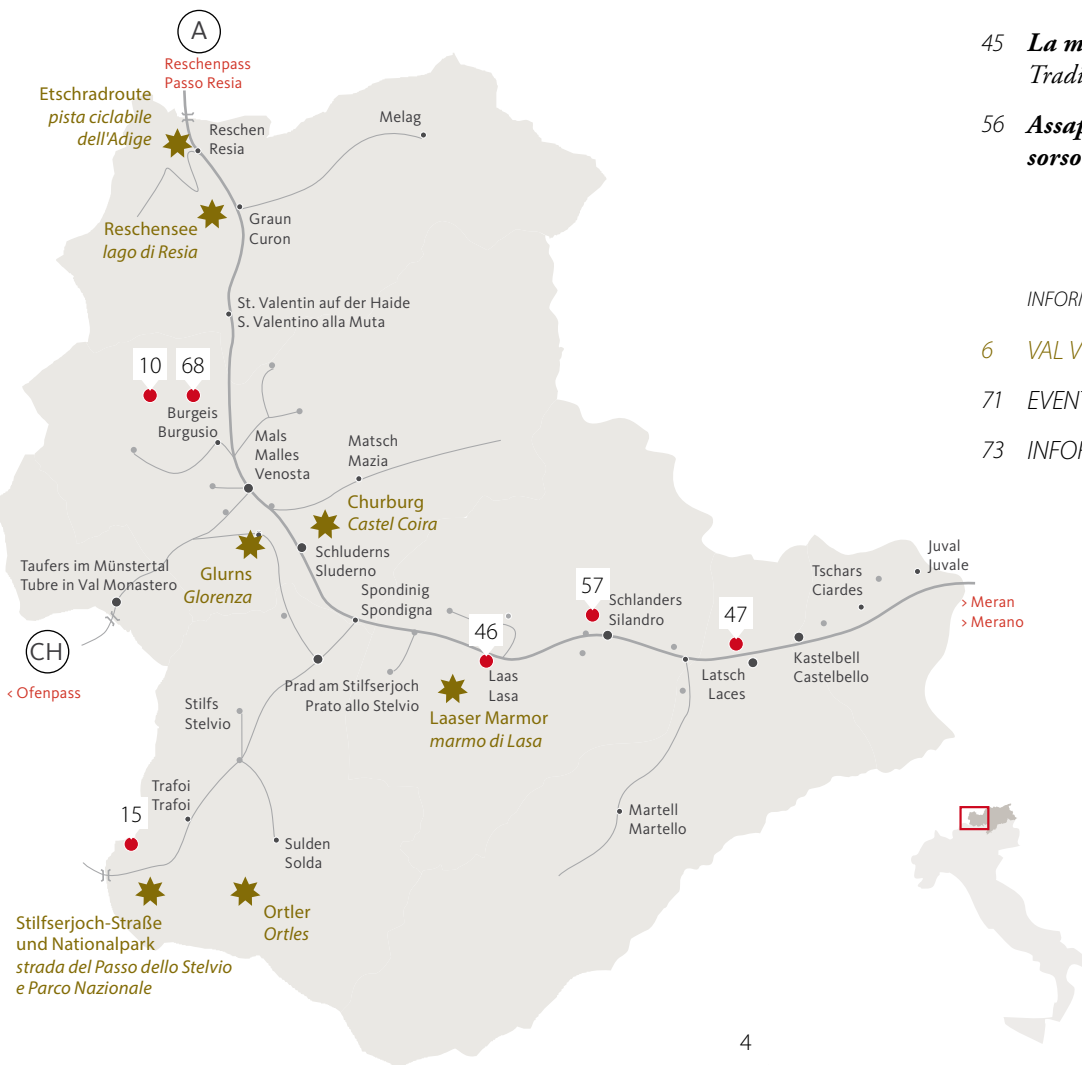 A
Reschenpass
Passo Resia
Etschradroute
pista ciclabile
dell'Adige
Reschen
Resia
Melag
Reschensee
lago di Resia
Graun
Curon
St. Valentin auf der Haide
S. Valentino alla Muta
10
68
Burgeis
Burgusio
Mals
Malles
Venosta
Matsch
Mazia
Churburg
Castel Coira
Glurns
Glorenza
Schluderns
Sluderno
Taufers im Münstertal
Tubre in Val Monastero
CH
< Ofenpass
Spondinig
Spondigna
Prad am Stilfserjoch
Prato allo Stelvio
46
Laas
Lasa
Laaser Marmor
marmo di Lasa
57
Schlanders
Silandro
47
Latsch
Laces
Kastelbell
Castelbello
Tschars
Ciardes
Juval
Juvale
> Meran
> Merano
Stilfs
Stelvio
Trafoi
Trafoi
15
Sulden
Solda
Martell
Martello
Stilfserjoch-Straße
und Nationalpark
strada del Passo dello Stelvio
e Parco Nazionale
Ortler
Ortles
45 La
56
sorso
6 VAL
71
73
4